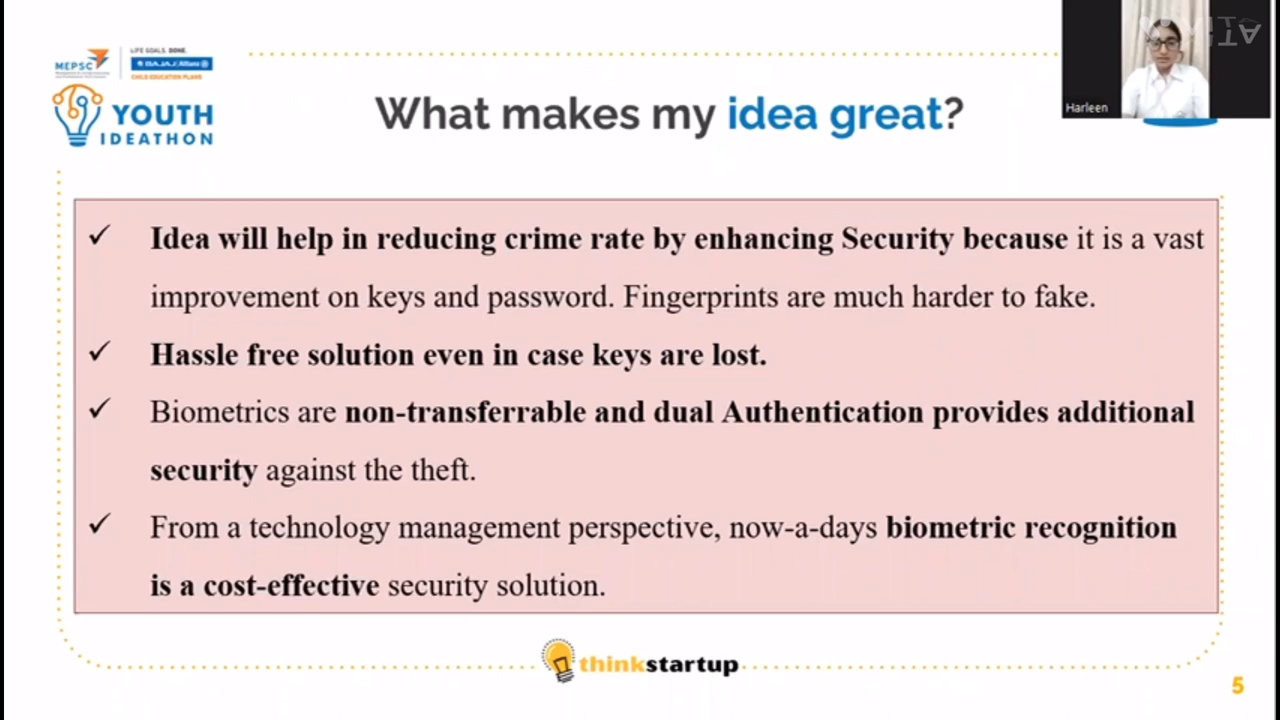 MEPSC
LIFE GOALS. DONE.
BAJAJ Allianz
CHILD EDUCATION PLANS
YOUTH
IDEATHON
What makes my idea great?
Harleen
✓ Idea will help in reducing crime rate by enhancing Security because it is a vast
improvement on keys and password. Fingerprints are much harder to fake.
✓ Hassle free solution even in case keys are lost.
✓ Biometrics are non-transferrable and dual Authentication provides additional
security against the theft.
✓ From a technology management perspective, now-a-days biometric recognition
is a cost-effective security solution.
thinkstartup
5